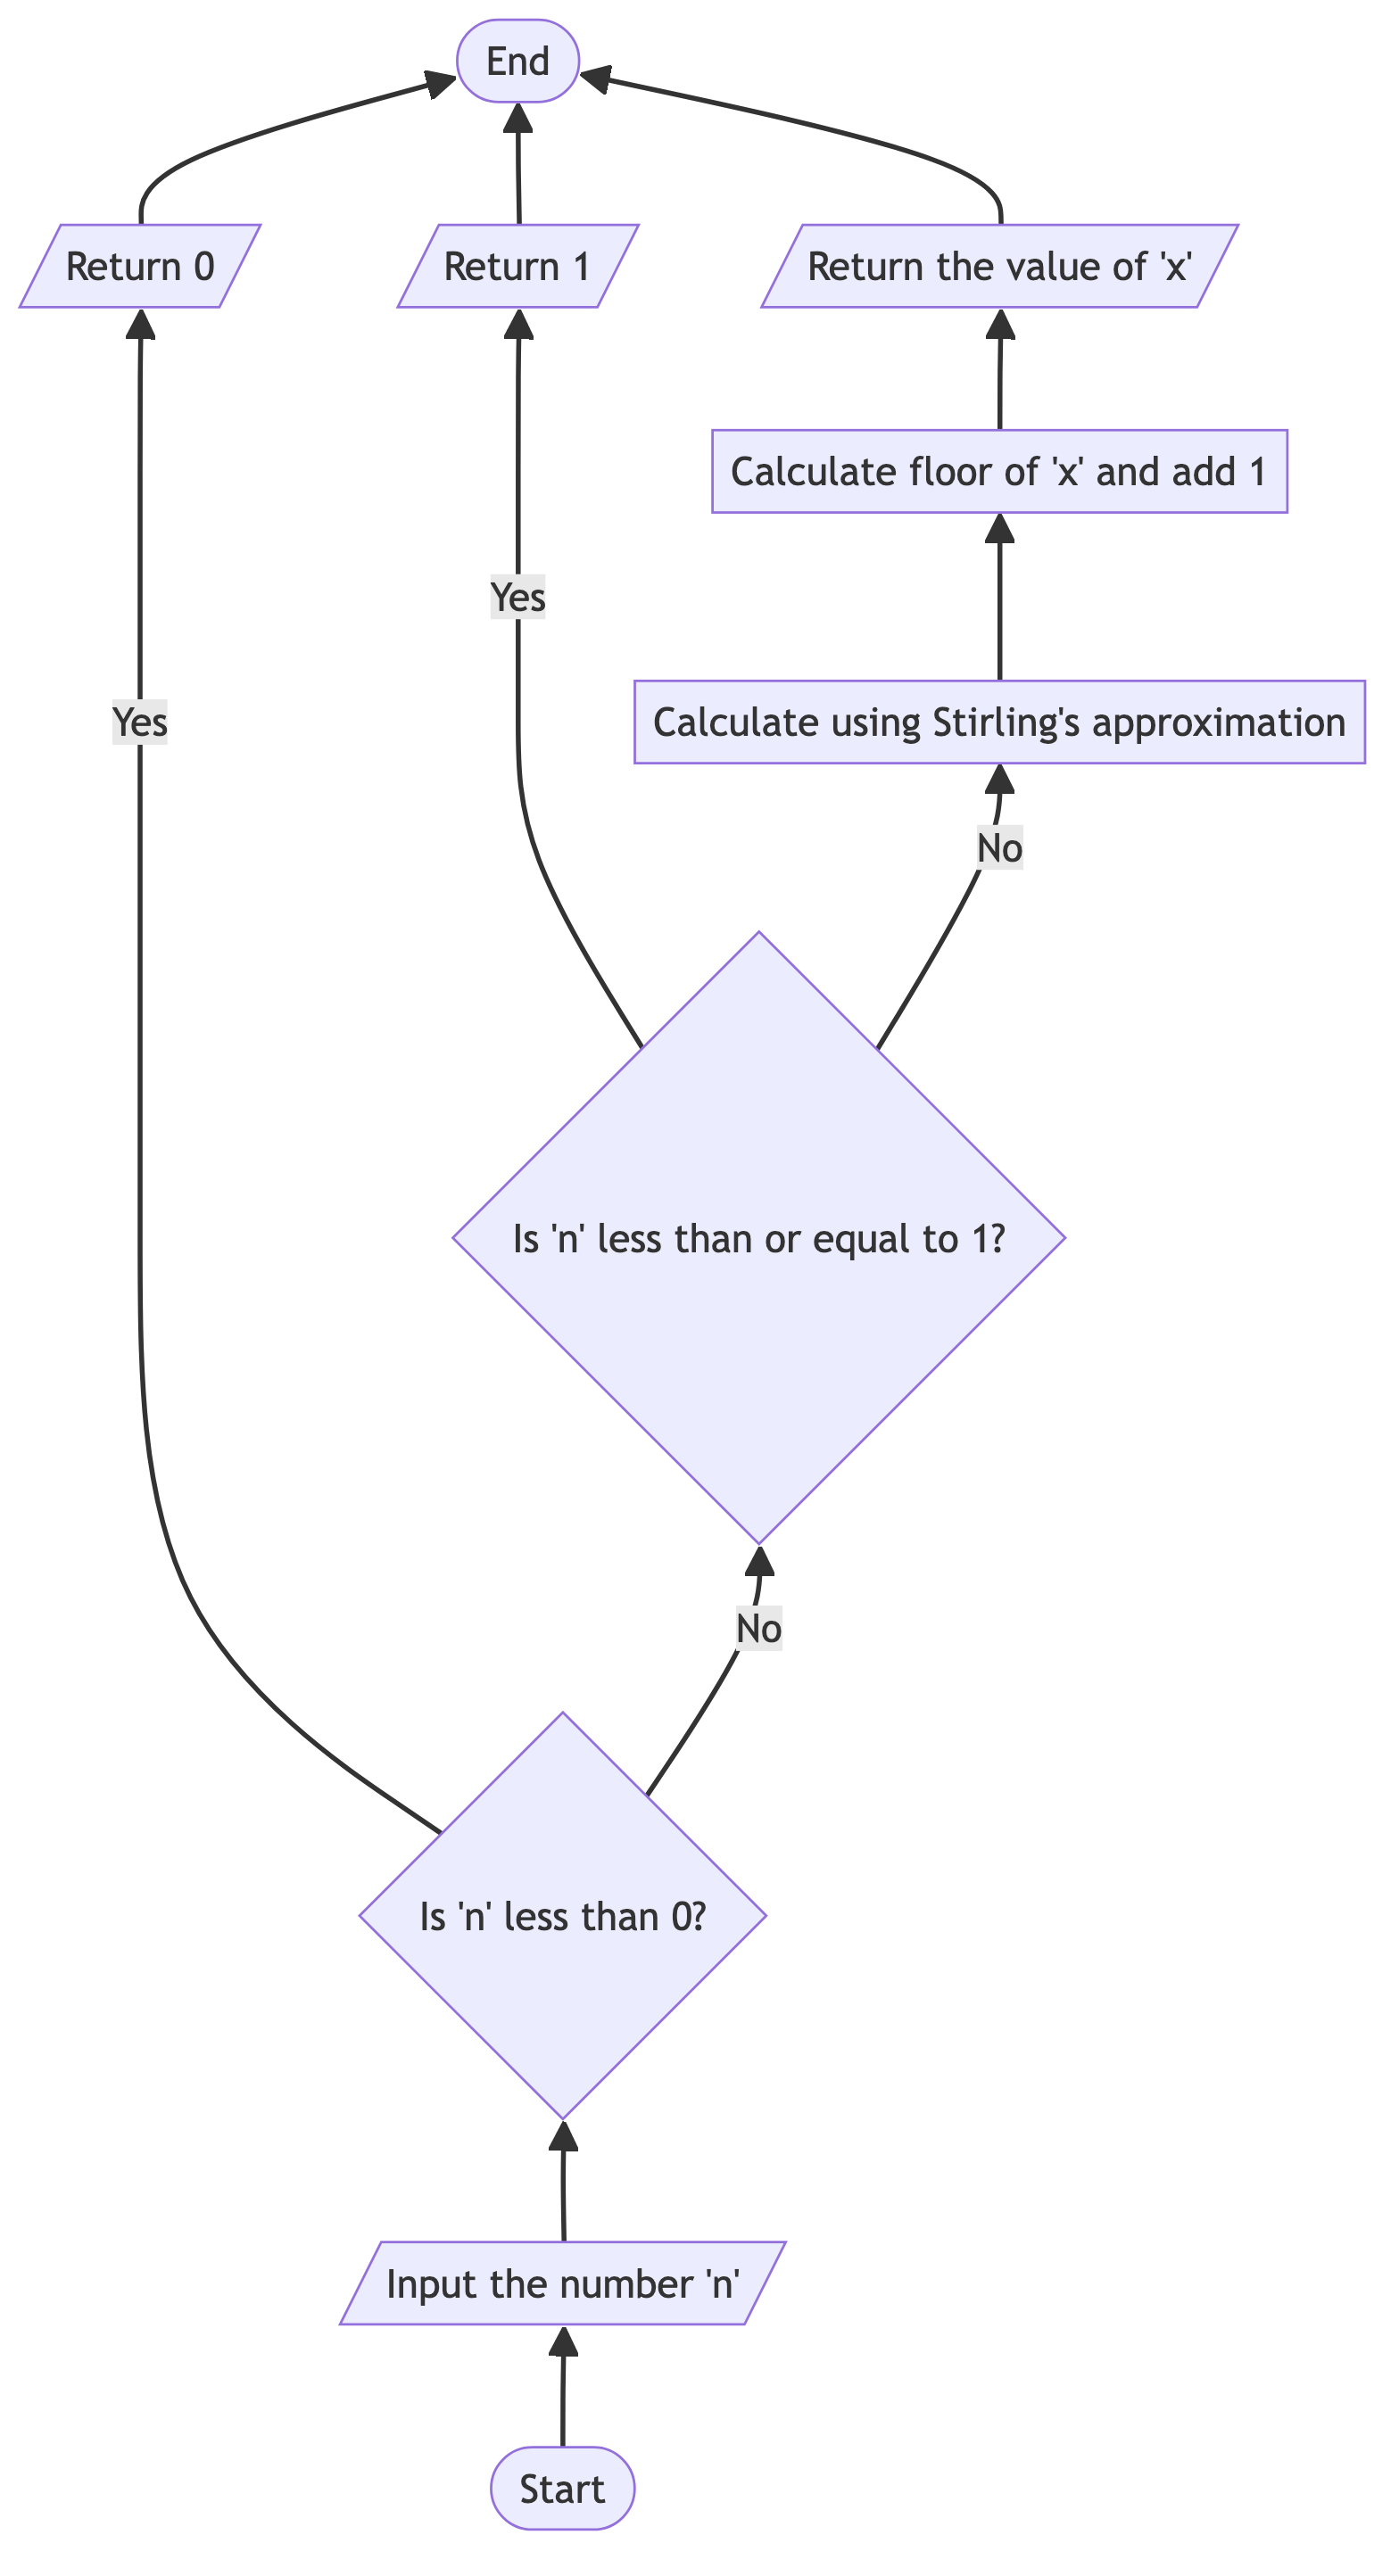 End
Return 0
Return 1
Return the value of 'x'
Calculate floor of 'x' and add 1
Yes
Yes
Calculate using Stirling's approximation
No
Is 'n' less than or equal to 1?
No
Is 'n' less than 0?
Input the number 'n'
Start